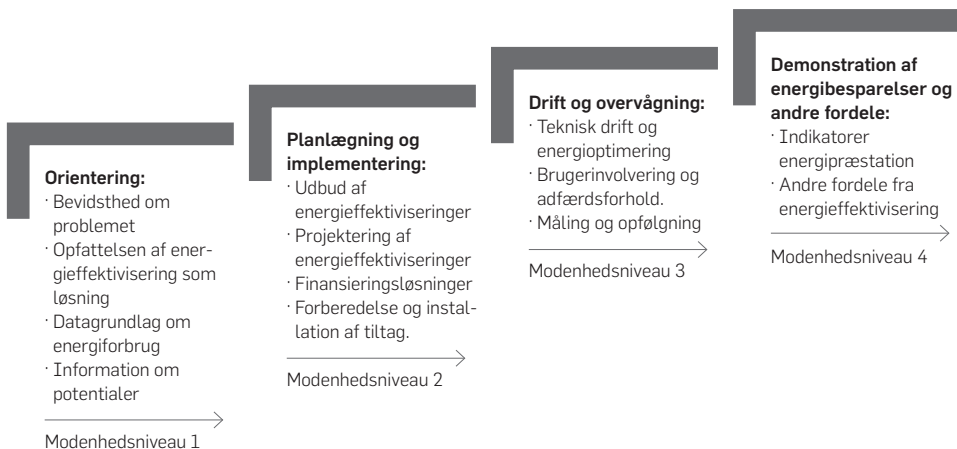 Orientering:
· Bevidsthed om
problemet
· Opfattelsen af ener-
gieffektivisering som
løsning
· Datagrundlag om
energiforbrug
· Information om
potentialer
Modenhedsniveau 1
Planlægning og
implementering:
· Udbud af
energieffektiviseringer
· Projektering af
energieffektiviseringer
· Finansieringsløsninger
· Forberedelse og instal-
lation af tiltag.
Modenhedsniveau 2
Drift og overvågning:
· Teknisk drift og
energioptimering
· Brugerinvolvering og
adfærdsforhold.
· Måling og opfølgning
Modenhedsniveau 3
Demonstration af
energibesparelser og
andre fordele:
· Indikatorer
energipræstation
· Andre fordele fra
energieffektivisering
Modenhedsniveau 4